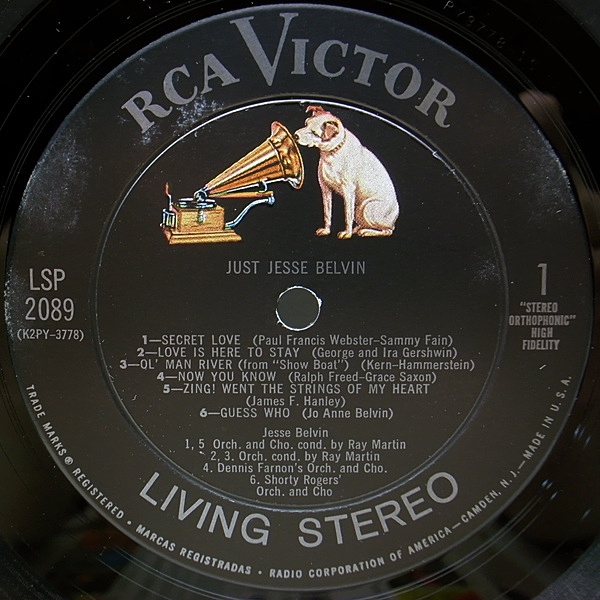 RCA VICTOR
JUST JESSE BELVIN
LSP
2089
(K2PY-3778)
1
"STEREO
ORTHOPHONIC"
HIGH
FIDELITY
1—SECRET LOVE (Paul Francis Webster-Sammy Fain)
2—LOVE IS HERE TO STAY (George and Ira Gershwin)
3—OL' MAN RIVER (from "Show Boat") (Kern-Hammerstein)
4—NOW YOU KNOW (Ralph Freed-Grace Saxon)
5—ZING! WENT THE STRINGS OF MY HEART
(James F. Hanley)
6—GUESS WHO (Jo Anne Belvin)
Jesse Belvin
1, 5 Orch. and Cho. cond. by Ray Martin
2, 3. Orch. cond. by Ray Martin
4. Dennis Farnon's Orch. and Cho.
6. Shorty Rogers'
Orch. and Cho
LIVING STEREO
TRADE MARKS ® REGISTERED • MARCAS REGISTRADAS • RADIO CORPORATION OF AMERICA—CAMDEN, N. J.—MADE IN U. S. A.